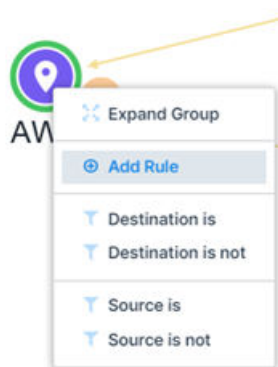 Expand Group
AW
Add Rule
Destination is
Destination is not
Source is
Source is not